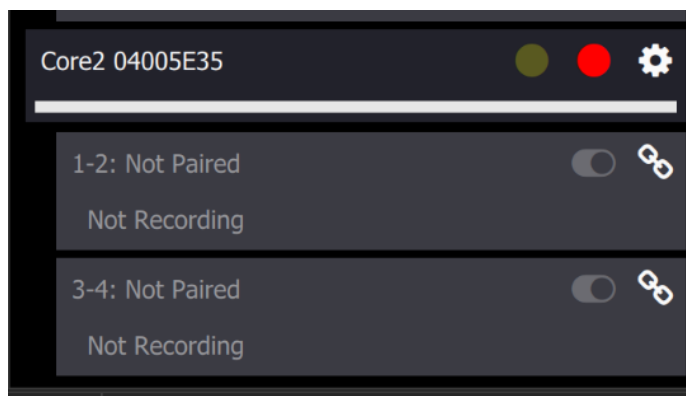 Core2 04005E35
1-2: Not Paired
Not Recording
3-4: Not Paired
Not Recording